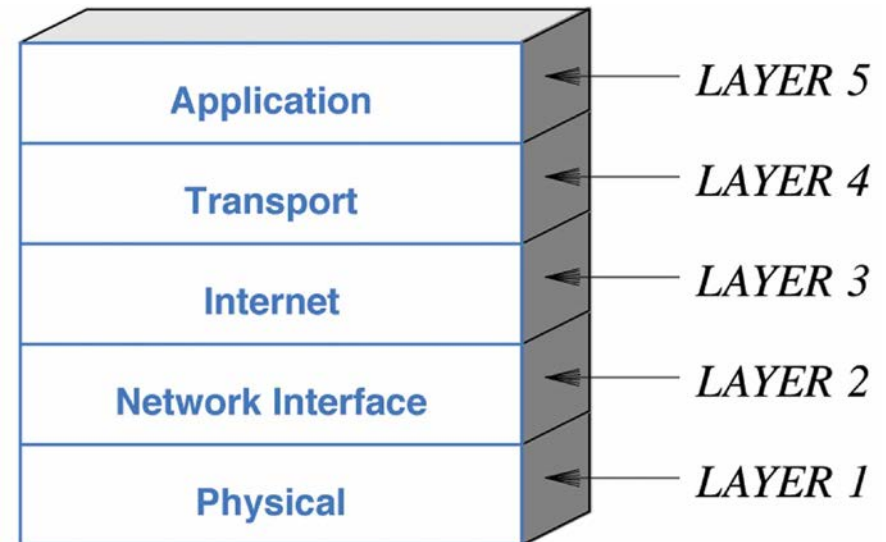 Application LAYER 5
Transport LAYER 4
Internet LAYER 3
Network Interface LAYER 2
Physical LAYER 1